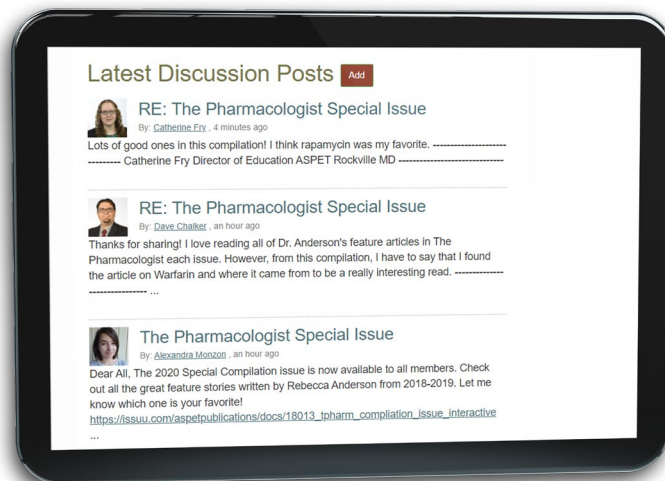 Latest Discussion Posts Add
RE: The Pharmacologist Special Issue
By: Catherine Fry , 4 minutes ago
Lots of good ones in this compilation! I think rapamycin was my favorite. ---------------------
--------- Catherine Fry Director of Education ASPET Rockville MD ------------------------------
RE: The Pharmacologist Special Issue
By: Dave Chalker , an hour ago
Thanks for sharing! I love reading all of Dr. Anderson's feature articles in The
Pharmacologist each issue. However, from this compilation, I have to say that I found
the article on Warfarin and where it came from to be a really interesting read. --------------
---------------- ...
The Pharmacologist Special Issue
By: Alexandra Monzon , an hour ago
Dear All, The 2020 Special Compilation issue is now available to all members. Check
out all the great feature stories written by Rebecca Anderson from 2018-2019. Let me
know which one is your favorite!
https://issuu.com/aspetpublications/docs/18013_tpharm_compliation_issue_interactive
...